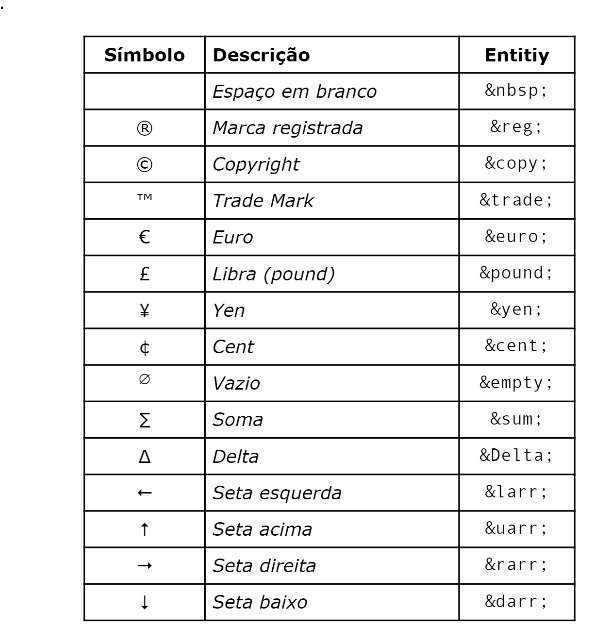 .
Símbolo Descrição Entitiy
Espaço em branco &nbsp;
® Marca registrada &reg;
© Copyright &copy;
™ Trade Mark &trade;
€ Euro &euro;
£ Libra (pound) &pound;
¥ Yen &yen;
¢ Cent &cent;
∅ Vazio &empty;
∑ Soma &sum;
Δ Delta &Delta;
← Seta esquerda &larr;
↑ Seta acima &uarr;
→ Seta direita &rarr;
↓ Seta baixo &darr;